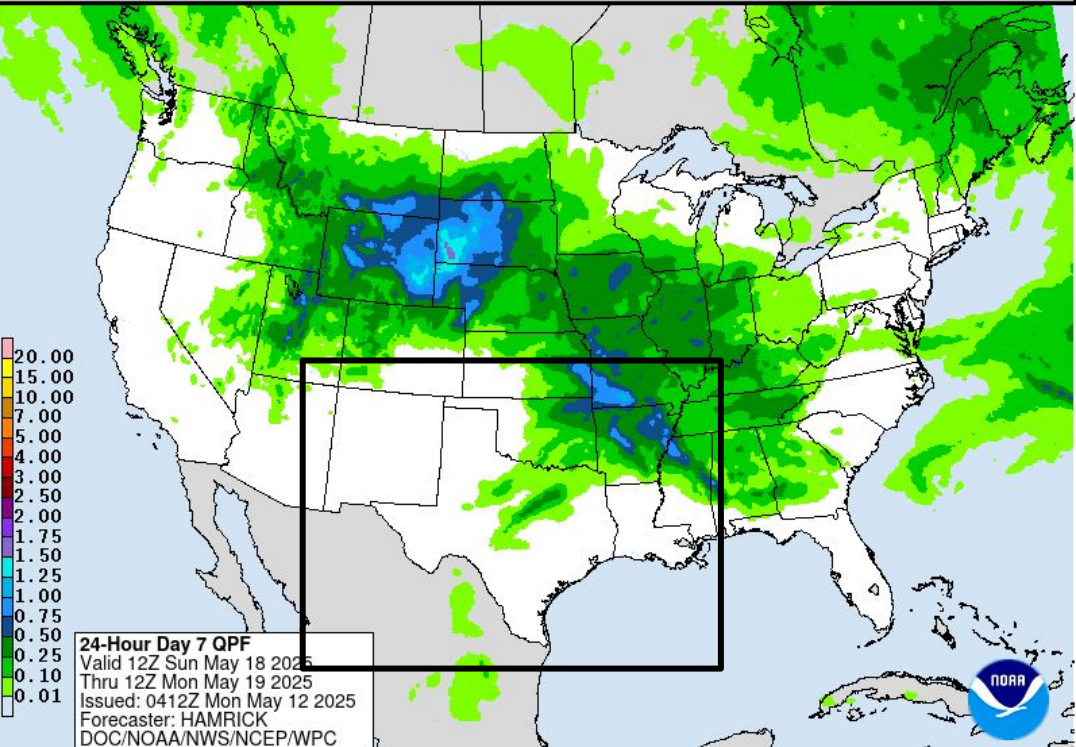 20.00
15.00
10.00
7.00
5.00
4.00
3.00
2.50
2.00
1.75
1.50
1.25
1.00
0.75
0.50
0.25
0.10
0.01
24-Hour Day 7 QPF
Valid 12Z Sun May 18 2025
Thru 12Z Mon May 19 2025
Issued: 0412Z Mon May 12 2025
Forecaster: HAMRICK
DOC/NOAA/NWS/NCEP/WPC
NOAA